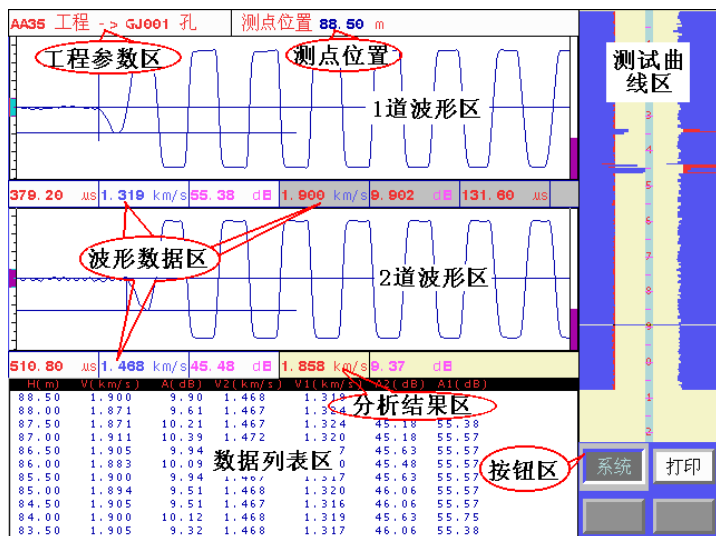 AA35 工程 -> GJ001 孔 测点位置 88.50 m
工程参数区
测点位置
测试曲线区
1道波形区
379.20 us 1.319 km/s 55.38 dB 1.900 km/s 9.902 dB 131.60 us
波形数据区
2道波形区
510.80 us 1.468 km/s 45.48 dB 1.858 km/s 9.37 dB
H(m) V(km/s) A(dB) V2(km/s) V1(km/s) A2(dB) A1(dB)
88.50 1.900 9.90 1.468
88.00 1.871 9.61 1.467
分析结果区
87.50 1.871 10.21 1.467 1.324 45.18 55.38
87.00 1.911 10.39 1.472 1.320 45.18 55.57
86.50 1.905 9.94 45.63 55.57
数据列表区
86.00 1.883 10.09 45.48 55.57
85.50 1.900 9.94 45.63 55.57
85.00 1.894 9.51 1.468 1.320 46.06 55.57
84.50 1.905 9.51 1.467 1.316 46.06 55.57
84.00 1.900 10.12 1.468 1.319 45.63 55.75
83.50 1.905 9.32 1.468 1.317 46.06 55.38
按钮区
系统 打印
3
4
5
6
7
8
9
0
1
2